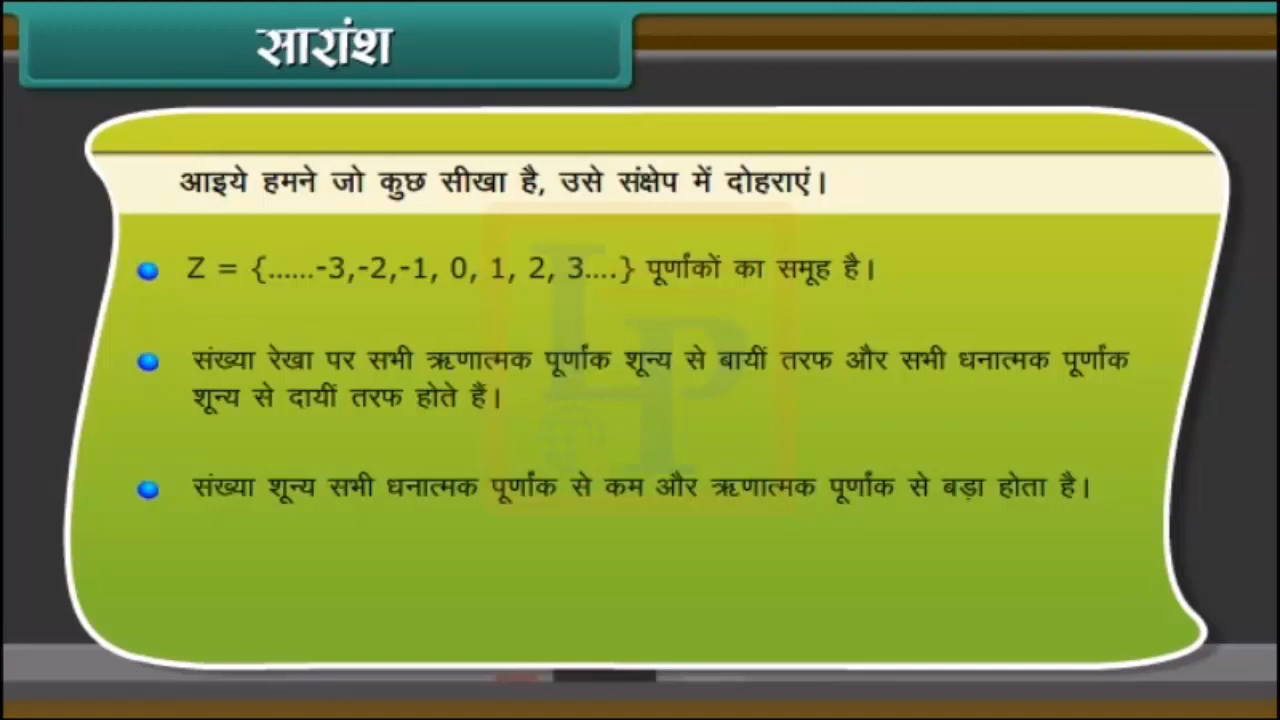 सारांश
आइये हमने जो कुछ सीखा है, उसे संक्षेप में दोहराएं।
Z = {......-3,-2,-1, 0, 1, 2, 3....} पूर्णांकों का समूह है।
संख्या रेखा पर सभी ऋणात्मक पूर्णांक शून्य से बायीं तरफ और सभी धनात्मक पूर्णांक
शून्य से दायीं तरफ होते हैं।
संख्या शून्य सभी धनात्मक पूर्णांक से कम और ऋणात्मक पूर्णांक से बड़ा होता है।
LP